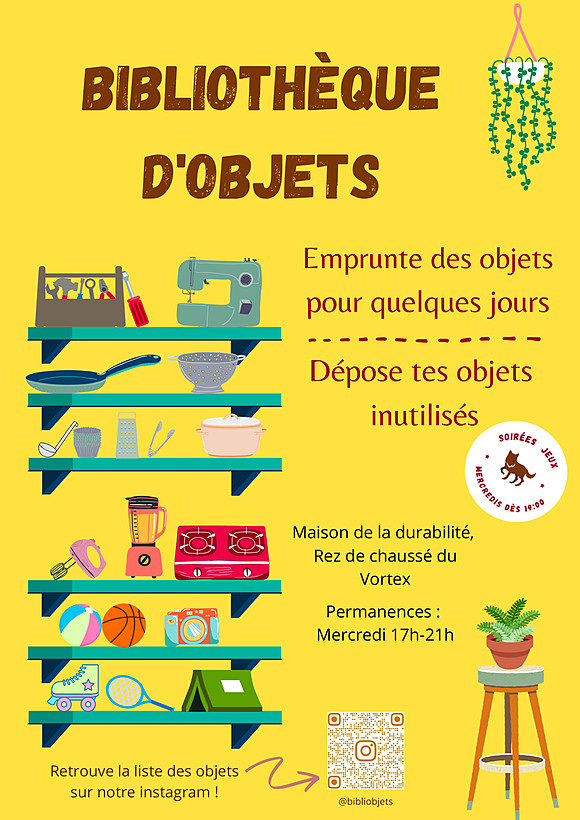 BIBLIOTHÈQUE
D'OBJETS
Emprunte des objets
pour quelques jours
Dépose tes objets
inutilisés
SOIRÉES JEUX
MERCREDIS DÈS 19:00
Maison de la durabilité,
Rez de chaussé du
Vortex
Permanences :
Mercredi 17h-21h
Retrouve la liste des objets
sur notre instagram !
@bibliobjets